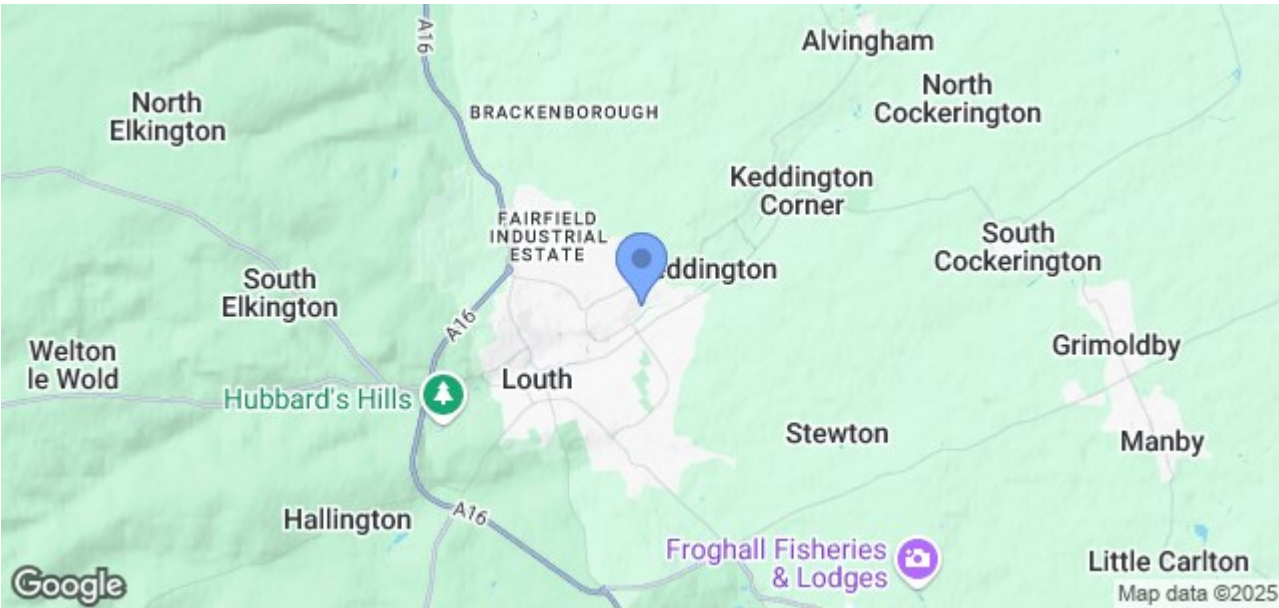 A16
Alvingham
North
Elkington
BRACKENBOROUGH
North
Cockerington
Keddington
Corner
FAIRFIELD
INDUSTRIAL
ESTATE
South
Cockerington
eddington
South
Elkington
A16
Welton
le Wold
Grimoldby
Louth
Hubbard's Hills
Stewton
Manby
Hallington
A16
Froghall Fisheries
& Lodges
Little Carlton
Google
Map data ©2025